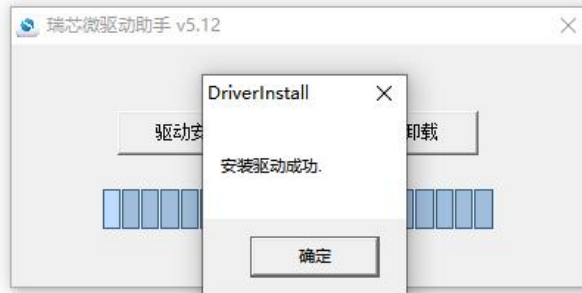 瑞芯微驱动助手 v5.12
DriverInstall
驱动安
卸载
安装驱动成功.
确定